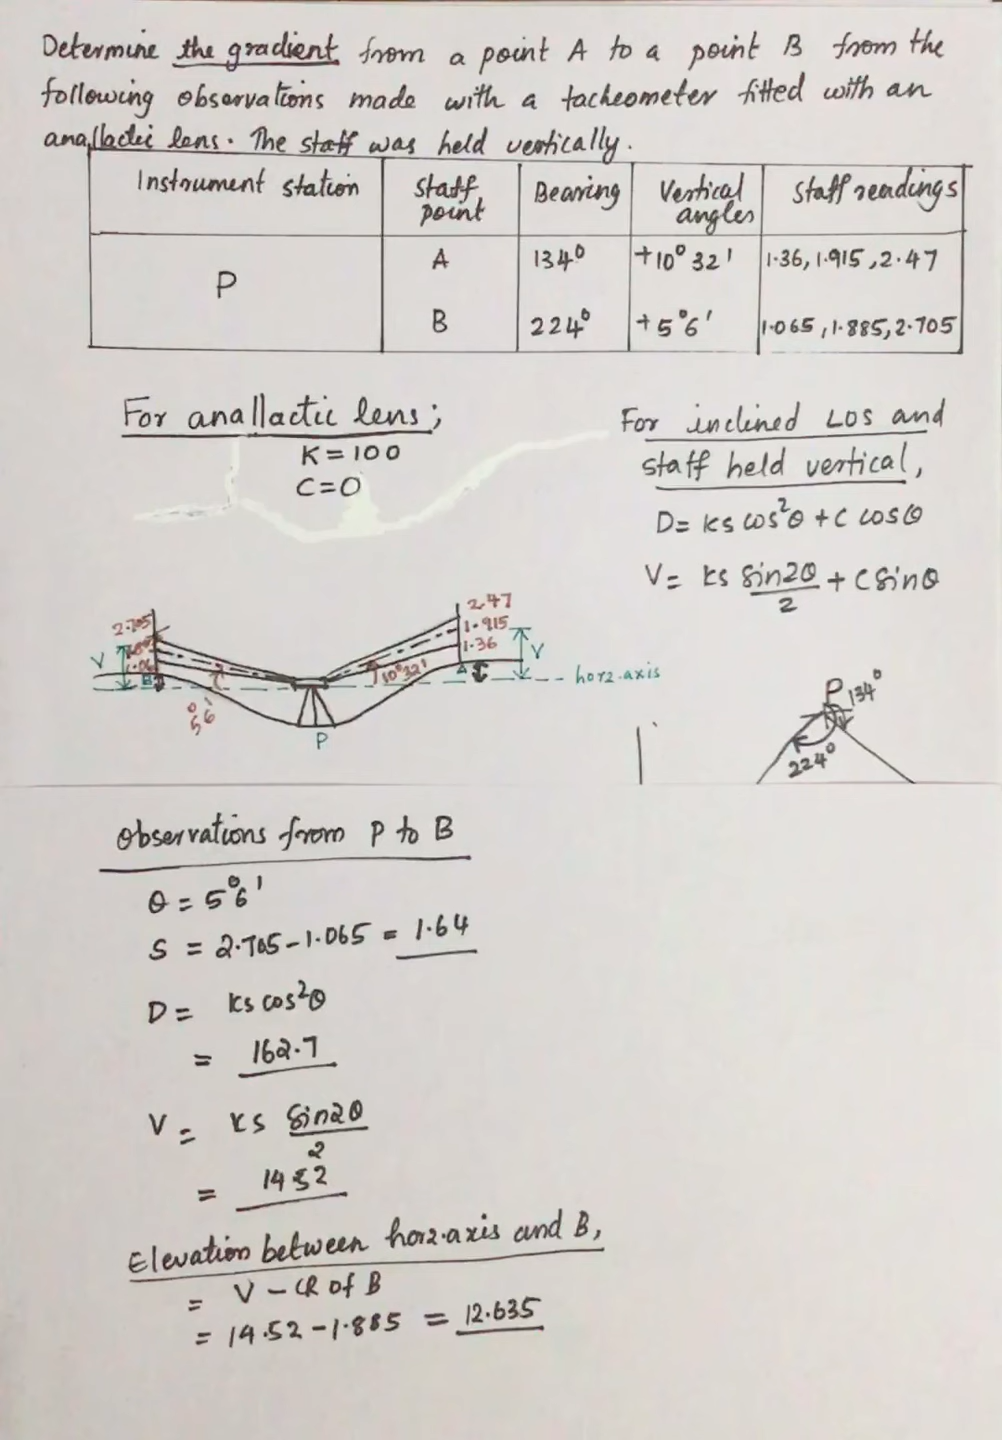 Determine the gradient from a point A to a point B from the
following observations made with a tacheometer fitted with an
anallactic lens. The staff was held vertically.
Instrument station Staff point Bearing Vertical angles Staff readings
P A 134° +10° 32' 1.36, 1.915, 2.47
B 224° +5°6' 1.065, 1.885, 2.705
For anallactic lens;
K = 100
C = 0
For inclined LOS and
staff held vertical,
D = ks cos²θ + c cosθ
V = ks sin2θ/2 + c sinθ
2.705
V
B
5°6'
P
2.47
1.915
1.36
10°32'
A
V
horz.axis
P
134°
224°
Observations from P to B
θ = 5°6'
S = 2.705-1.065 = 1.64
D = ks cos²θ
= 162.7
V = ks sin2θ
2
= 14.52
Elevation between horz.axis and B,
= V - CR of B
= 14.52-1.885 = 12.635